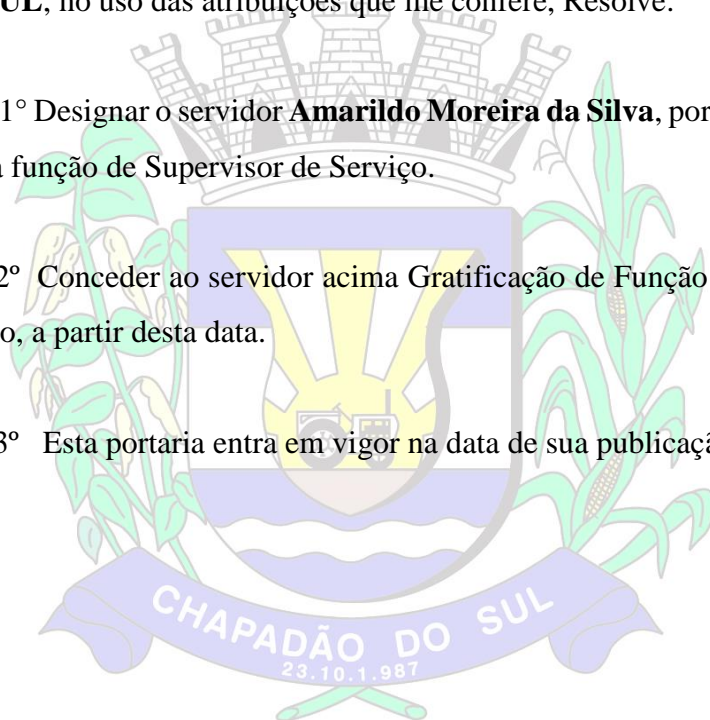 UL, no uso das atribuições que lhe confere, Resolve:
1° Designar o servidor Amarildo Moreira da Silva, por
função de Supervisor de Serviço.
2º Conceder ao servidor acima Gratificação de Função
o, a partir desta data.
3º Esta portaria entra em vigor na data de sua publicaçã
CHAPADÃO DO SUL
23.10.1.987